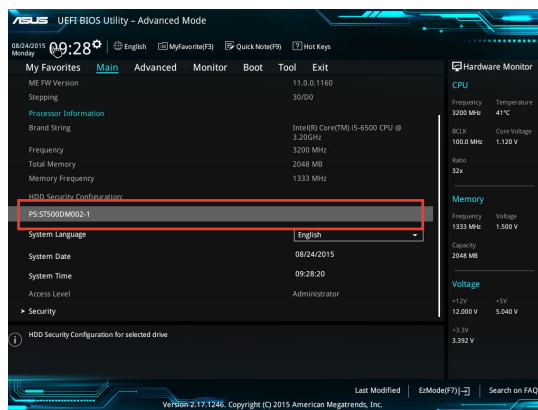 ASUS UEFI BIOS Utility – Advanced Mode
08/24/2015
Monday
09:28
English
MyFavorite(F3)
Quick Note(F9)
Hot Keys
My Favorites
Main
Advanced
Monitor
Boot
Tool
Exit
ME FW Version 11.0.0.1160
Stepping 30/D0
Processor Information
Brand String Intel(R) Core(TM) i5-6500 CPU @
3.20GHz
Frequency 3200 MHz
Total Memory 2048 MB
Memory Frequency 1333 MHz
HDD Security Configuration:
P5:ST500DM002-1
System Language English
System Date 08/24/2015
System Time 09:28:20
Access Level Administrator
> Security
HDD Security Configuration for selected drive
Hardware Monitor
CPU
Frequency Temperature
3200 MHz 41°C
BCLK Core Voltage
100.0 MHz 1.120 V
Ratio
32x
Memory
Frequency Voltage
1333 MHz 1.500 V
Capacity
2048 MB
Voltage
+12V +5V
12.000 V 5.040 V
+3.3V
3.392 V
Last Modified
EzMode(F7)
Search on FAQ
Version 2.17.1246. Copyright (C) 2015 American Megatrends, Inc.